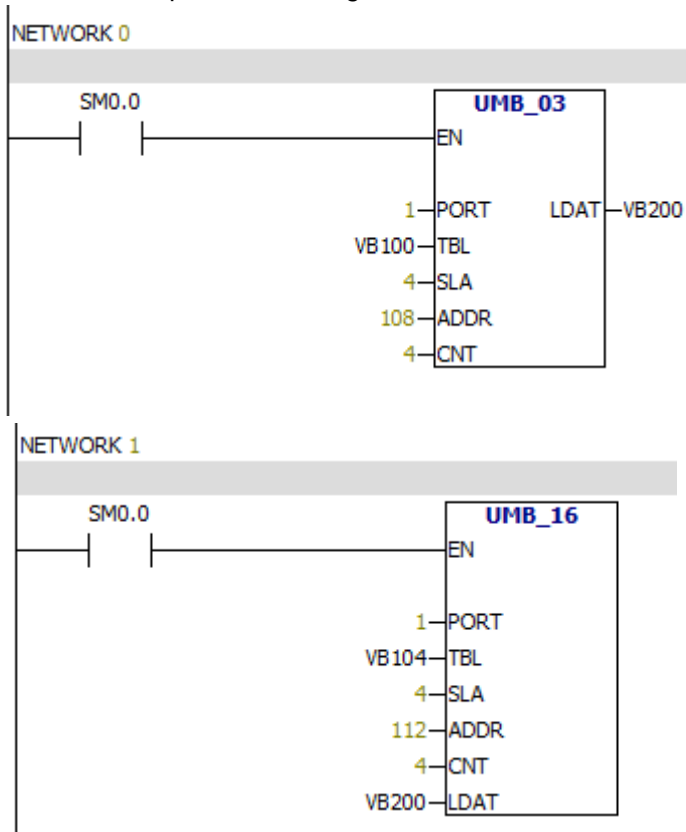 NETWORK 0
SM0.0
UMB_03
EN
1 PORT LDAT VB200
VB100 TBL
4 SLA
108 ADDR
4 CNT
NETWORK 1
SM0.0
UMB_16
EN
1 PORT
VB104 TBL
4 SLA
112 ADDR
4 CNT
VB200 LDAT